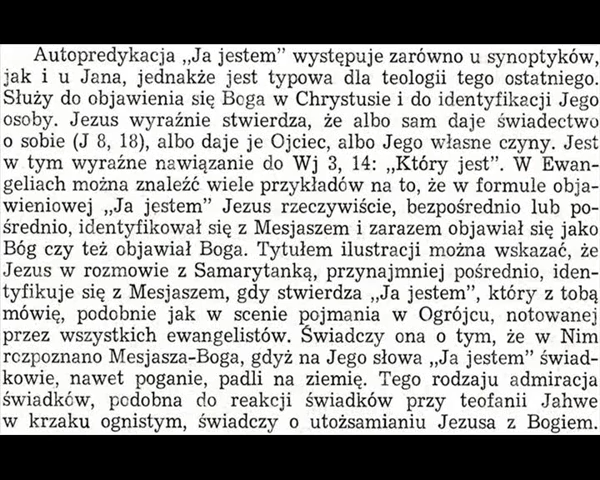 Autopredykacja „Ja jestem” występuje zarówno u synoptyków,
jak i u Jana, jednakże jest typowa dla teologii tego ostatniego.
Służy do objawienia się Boga w Chrystusie i do identyfikacji Jego
osoby. Jezus wyraźnie stwierdza, że albo sam daje świadectwo
o sobie (J 8, 18), albo daje je Ojciec, albo Jego własne czyny. Jest
w tym wyraźne nawiązanie do Wj 3, 14: „Który jest”. W Ewan-
geliach można znaleźć wiele przykładów na to, że w formule obja-
wieniowej „Ja jestem” Jezus rzeczywiście, bezpośrednio lub po-
średnio, identyfikował się z Mesjaszem i zarazem objawiał się jako
Bóg czy też objawiał Boga. Tytułem ilustracji można wskazać, że
Jezus w rozmowie z Samarytanką, przynajmniej pośrednio, iden-
tyfikuje się z Mesjaszem, gdy stwierdza „Ja jestem”, który z tobą
mówię, podobnie jak w scenie pojmania w Ogrójcu, notowanej
przez wszystkich ewangelistów. Świadczy ona o tym, że w Nim
rozpoznano Mesjasza-Boga, gdyż na Jego słowa „Ja jestem” świad-
kowie, nawet poganie, padli na ziemię. Tego rodzaju admiracja
świadków, podobna do reakcji świadków przy teofanii Jahwe
w krzaku ognistym, świadczy o utożsamianiu Jezusa z Bogiem.